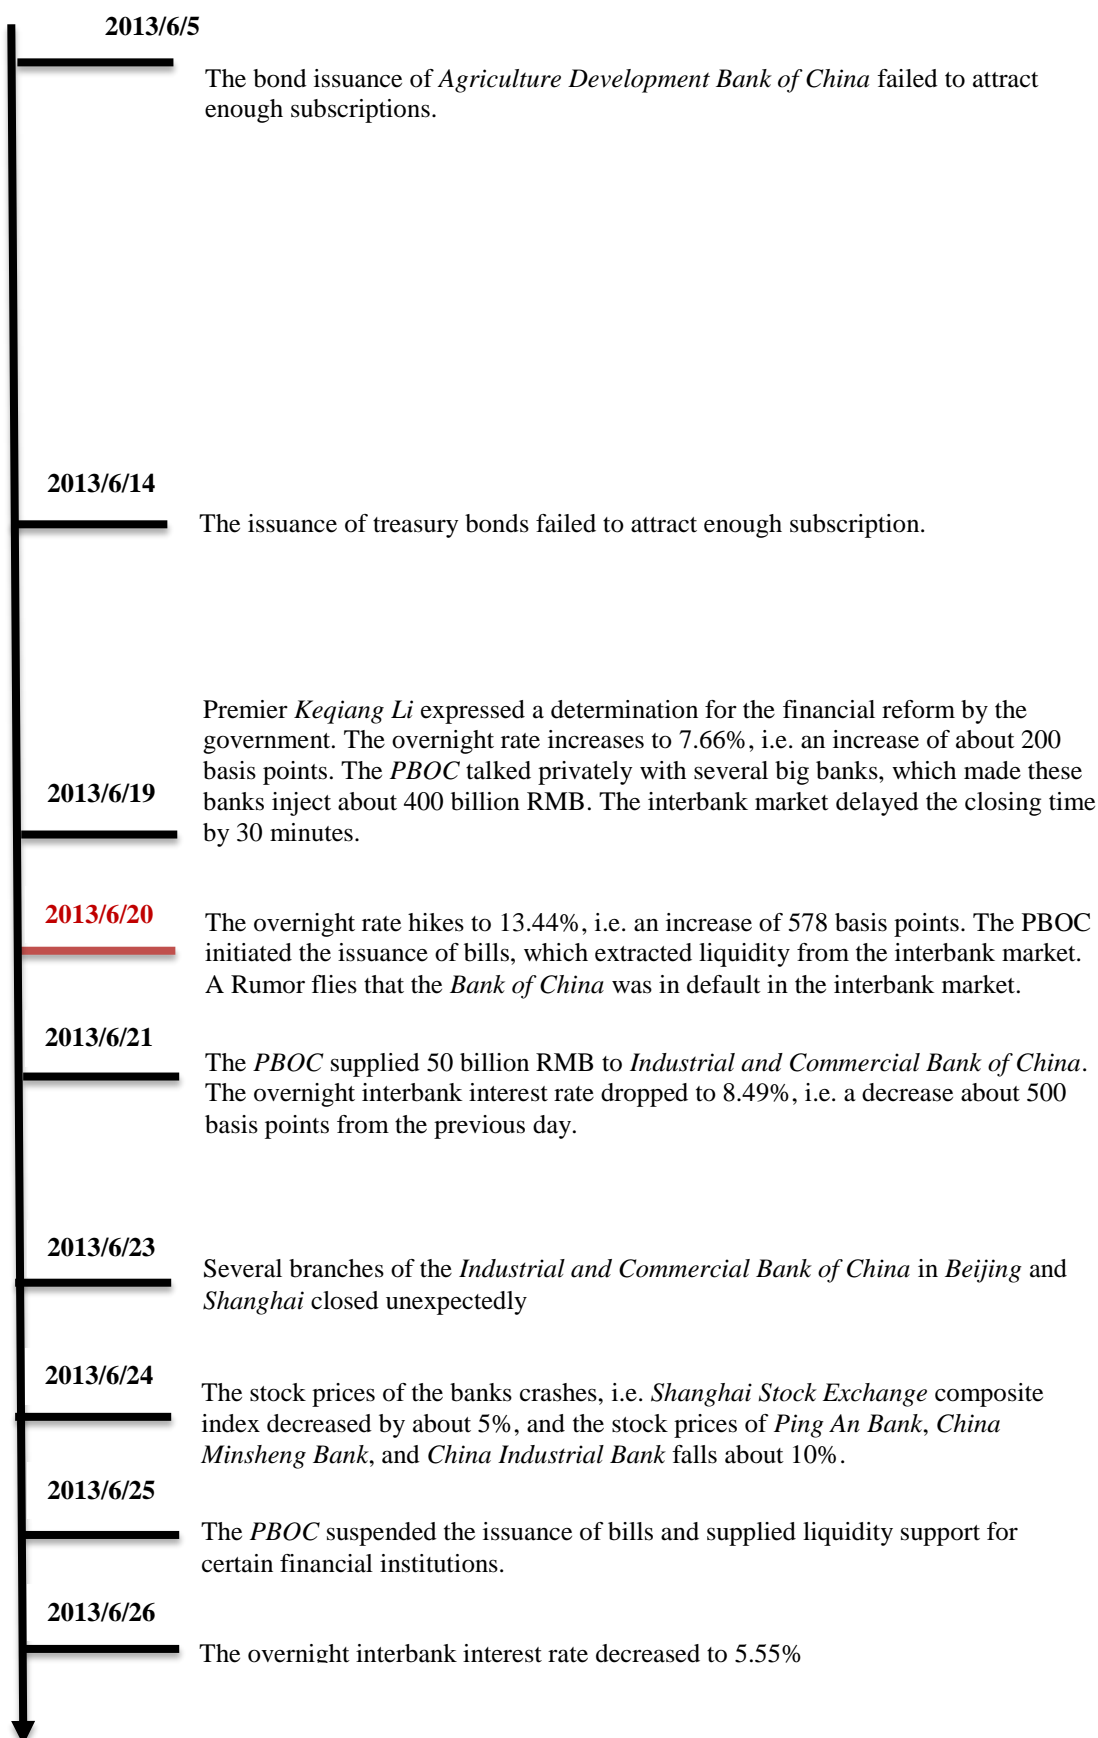 2013/6/5
The bond issuance of Agriculture Development Bank of China failed to attract
enough subscriptions.
2013/6/14
The issuance of treasury bonds failed to attract enough subscription.
2013/6/19
Premier Keqiang Li expressed a determination for the financial reform by the
government. The overnight rate increases to 7.66%, i.e. an increase of about 200
basis points. The PBOC talked privately with several big banks, which made these
banks inject about 400 billion RMB. The interbank market delayed the closing time
by 30 minutes.
2013/6/20
The overnight rate hikes to 13.44%, i.e. an increase of 578 basis points. The PBOC
initiated the issuance of bills, which extracted liquidity from the interbank market.
A Rumor flies that the Bank of China was in default in the interbank market.
2013/6/21
The PBOC supplied 50 billion RMB to Industrial and Commercial Bank of China.
The overnight interbank interest rate dropped to 8.49%, i.e. a decrease about 500
basis points from the previous day.
2013/6/23
Several branches of the Industrial and Commercial Bank of China in Beijing and
Shanghai closed unexpectedly
2013/6/24
The stock prices of the banks crashes, i.e. Shanghai Stock Exchange composite
index decreased by about 5%, and the stock prices of Ping An Bank, China
Minsheng Bank, and China Industrial Bank falls about 10%.
2013/6/25
The PBOC suspended the issuance of bills and supplied liquidity support for
certain financial institutions.
2013/6/26
The overnight interbank interest rate decreased to 5.55%